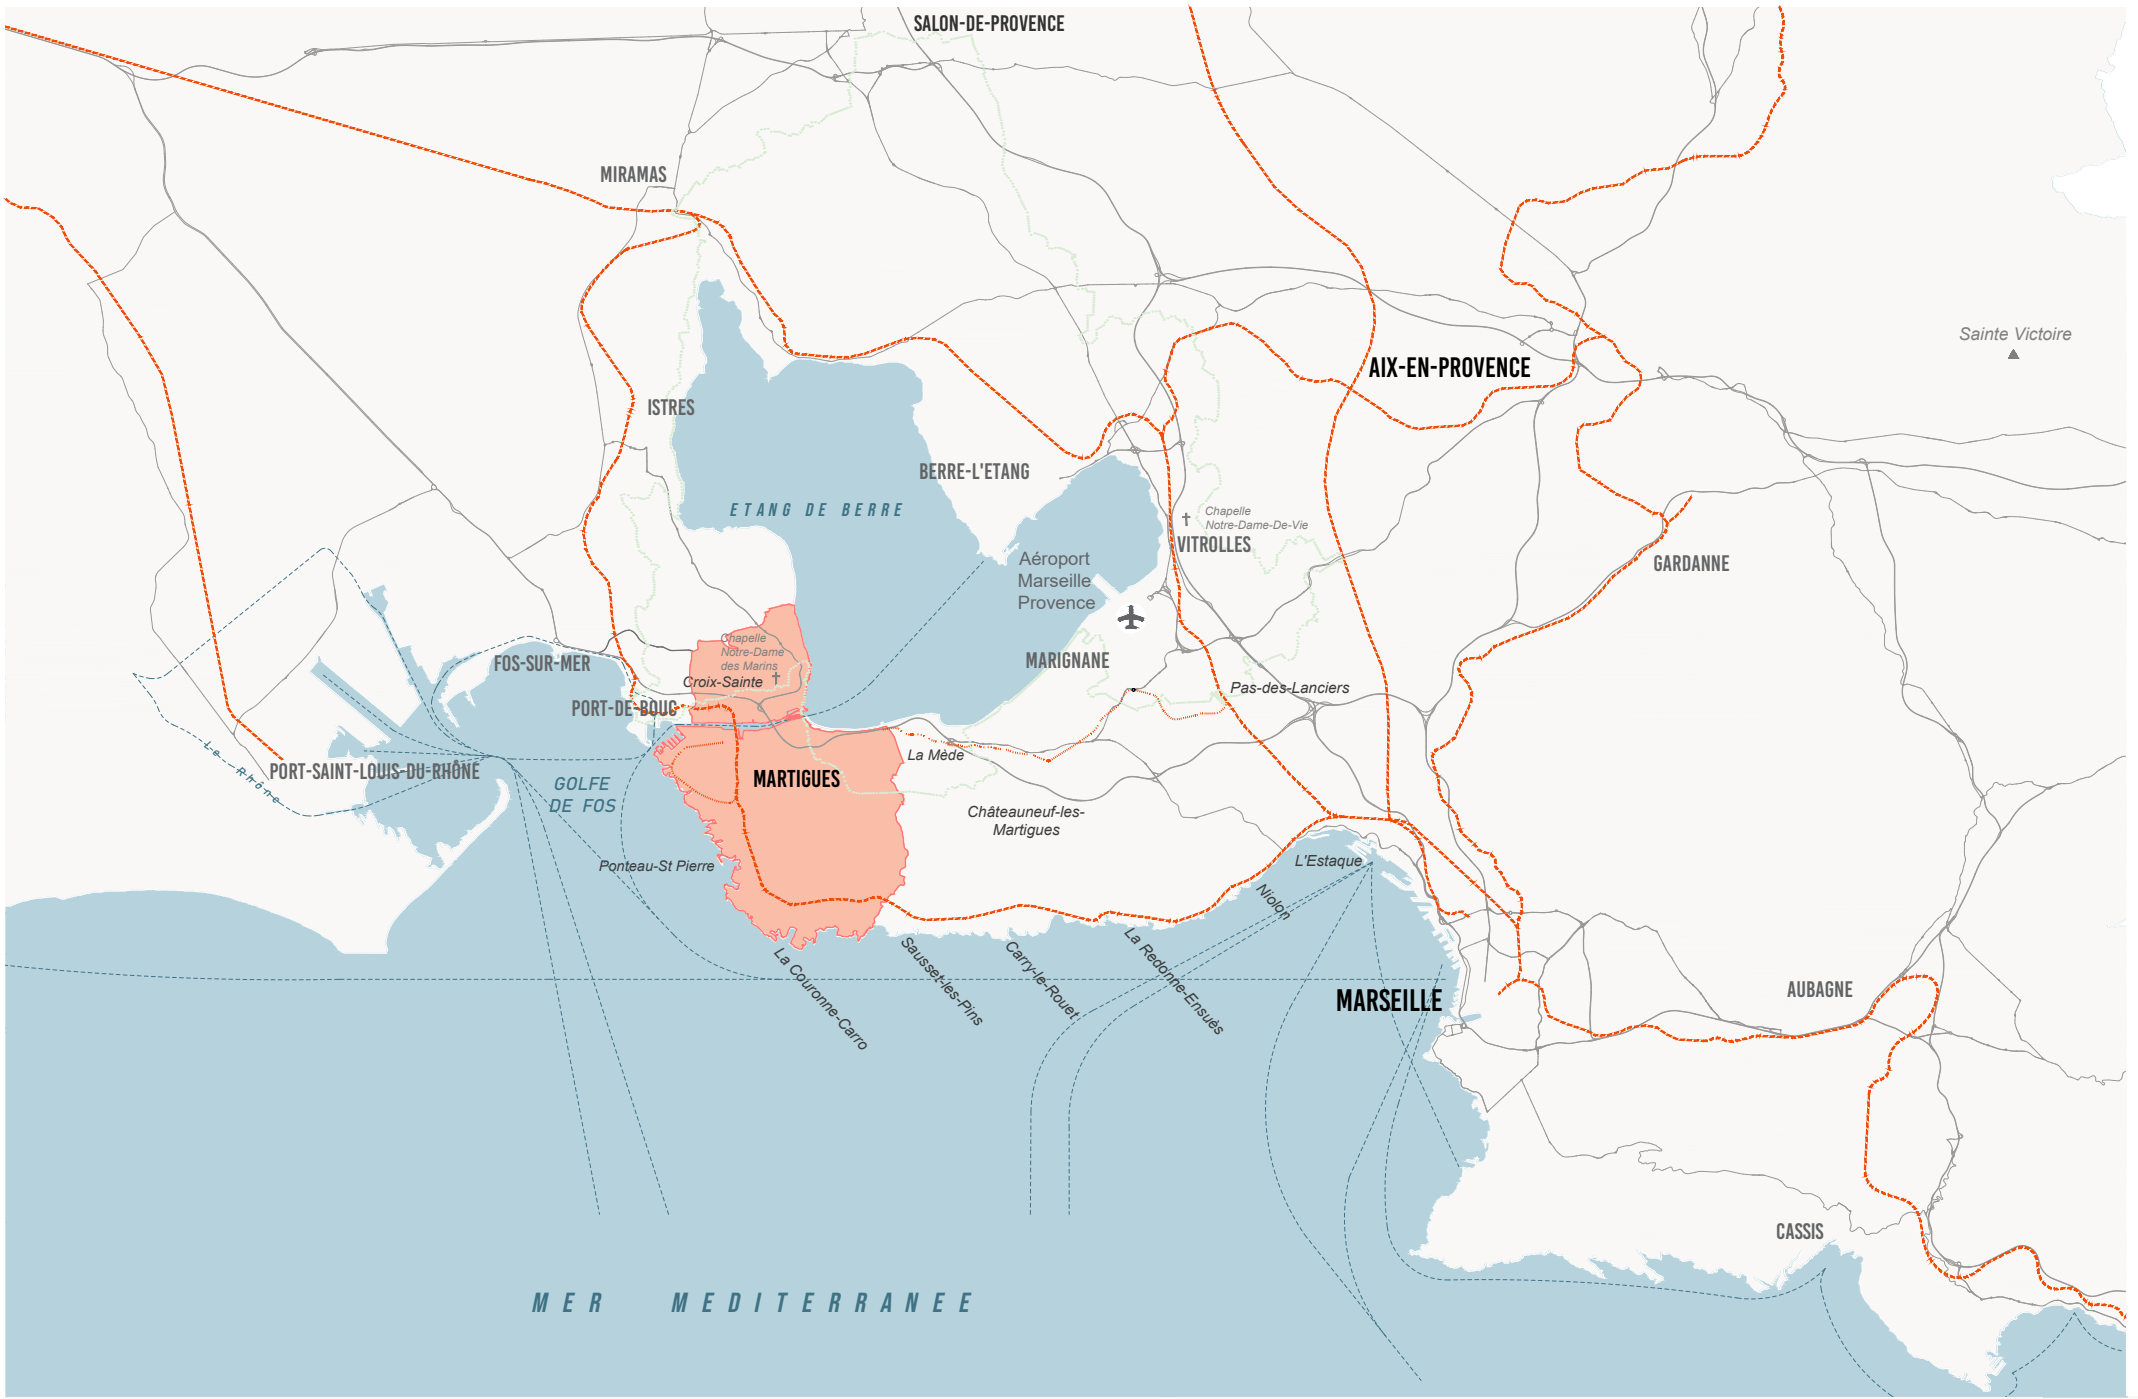 SALON-DE-PROVENCE
MIRAMAS
Sainte Victoire
AIX-EN-PROVENCE
ISTRES
BERRE-L'ETANG
ETANG DE BERRE
Chapelle
Notre-Dame-De-Vie
VITROLLES
Aéroport
Marseille
Provence
GARDANNE
Chapelle
Notre-Dame
des Marins
Croix-Sainte
FOS-SUR-MER
MARIGNANE
Pas-des-Lanciers
PORT-DE-BOUC
La Mède
Le Rhône
PORT-SAINT-LOUIS-DU-RHÔNE
GOLFE
DE FOS
MARTIGUES
Châteauneuf-les-
Martigues
Ponteau-St Pierre
L'Estaque
Niolon
La Couronne-Carro
Sausset-les-Pins
Carry-le-Rouet
La Redonne-Ensuès
MARSEILLE
AUBAGNE
CASSIS
MER MEDITERRANEE